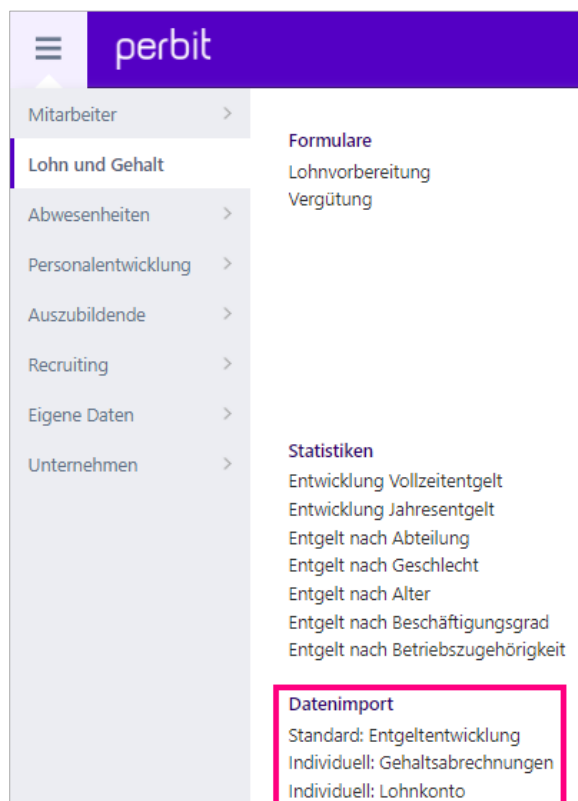 perbit
Mitarbeiter
Lohn und Gehalt
Abwesenheiten
Personalentwicklung
Auszubildende
Recruiting
Eigene Daten
Unternehmen
Formulare
Lohnvorbereitung
Vergütung
Statistiken
Entwicklung Vollzeitentgelt
Entwicklung Jahresentgelt
Entgelt nach Abteilung
Entgelt nach Geschlecht
Entgelt nach Alter
Entgelt nach Beschäftigungsgrad
Entgelt nach Betriebszugehörigkeit
Datenimport
Standard: Entgeltentwicklung
Individuell: Gehaltsabrechnungen
Individuell: Lohnkonto